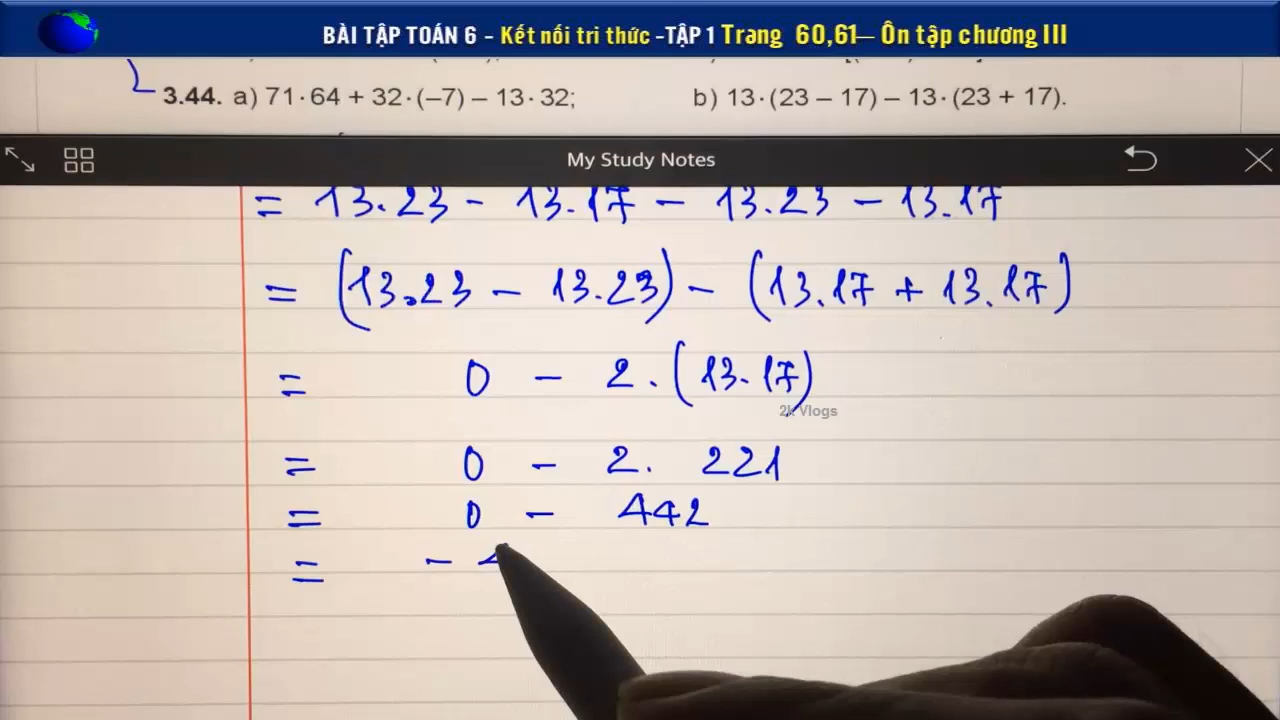 BÀI TẬP TOÁN 6 - Kết nối tri thức -TẬP 1 Trang 60,61– Ôn tập chương III
3.44. a) 71·64 + 32·(–7) – 13·32; b) 13·(23 – 17) – 13·(23 + 17).
My Study Notes
= 13.23 - 13.17 - 13.23 - 13.17
= (13.23 - 13.23) - (13.17 + 13.17)
= 0 - 2.(13.17)
2k Vlogs
= 0 - 2. 221
= 0 - 442
= -